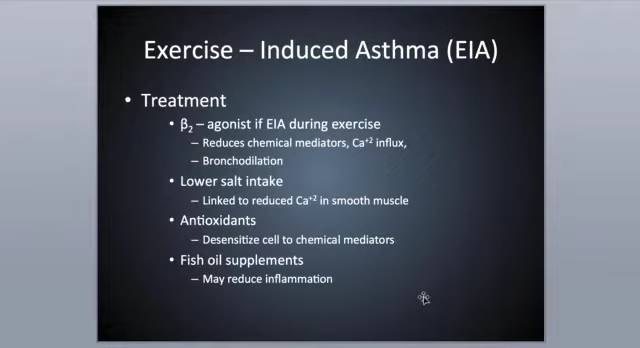 Exercise – Induced Asthma (EIA)
• Treatment
• β₂ – agonist if EIA during exercise
– Reduces chemical mediators, Ca⁺² influx,
– Bronchodilation
• Lower salt intake
– Linked to reduced Ca⁺² in smooth muscle
• Antioxidants
– Desensitize cell to chemical mediators
• Fish oil supplements
– May reduce inflammation